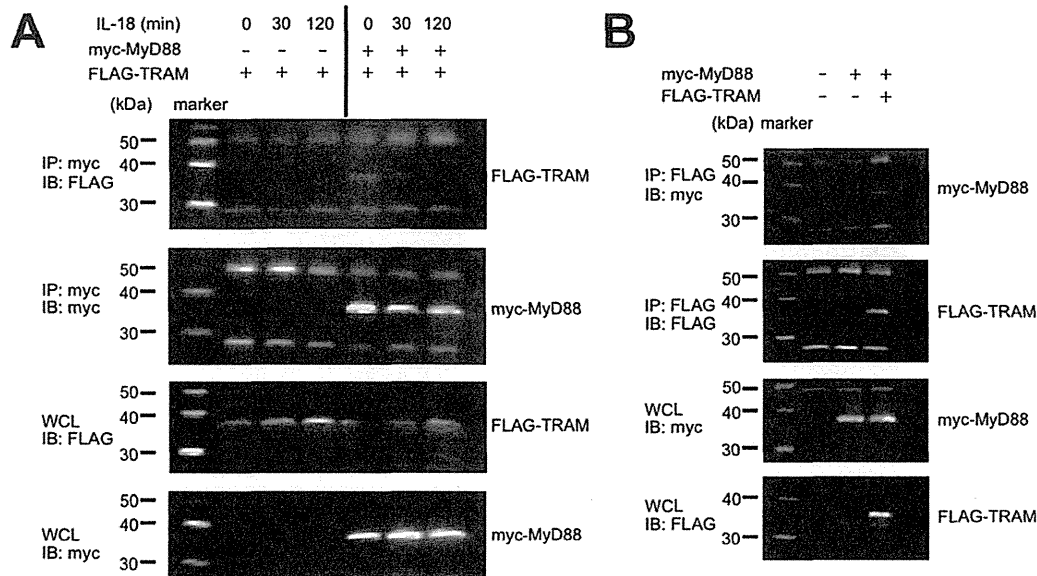 A
IL-18 (min) 0 30 120 0 30 120
myc-MyD88 - - - + + +
FLAG-TRAM + + + + + +
(kDa) marker
IP: myc
IB: FLAG
50
40
30
FLAG-TRAM
IP: myc
IB: myc
50
40
30
myc-MyD88
WCL
IB: FLAG
50
40
30
FLAG-TRAM
WCL
IB: myc
50
40
30
myc-MyD88
B
myc-MyD88 - + +
FLAG-TRAM - - +
(kDa) marker
IP: FLAG
IB: myc
50
40
30
myc-MyD88
IP: FLAG
IB: FLAG
50
40
30
FLAG-TRAM
WCL
IB: myc
50
40
30
myc-MyD88
WCL
IB: FLAG
40
30
FLAG-TRAM